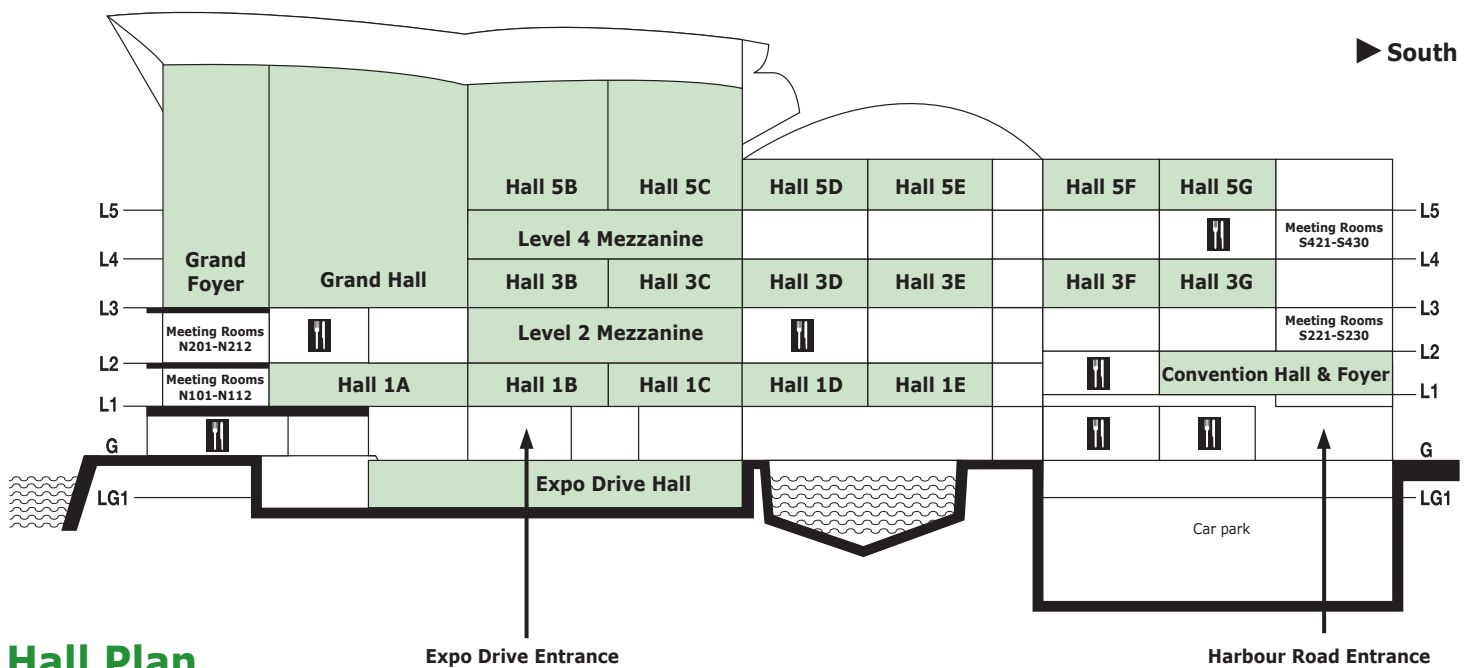 South
Hall 5B
Hall 5C
Hall 5D
Hall 5E
Hall 5F
Hall 5G
L5
L5
Level 4 Mezzanine
Meeting Rooms
S421-S430
L4
L4
Grand
Foyer
Grand Hall
Hall 3B
Hall 3C
Hall 3D
Hall 3E
Hall 3F
Hall 3G
L3
L3
Meeting Rooms
N201-N212
Level 2 Mezzanine
Meeting Rooms
S221-S230
L2
L2
Meeting Rooms
N101-N112
Hall 1A
Hall 1B
Hall 1C
Hall 1D
Hall 1E
Convention Hall & Foyer
L1
L1
G
G
Expo Drive Hall
LG1
LG1
Car park
Hall Plan
Expo Drive Entrance
Harbour Road Entrance